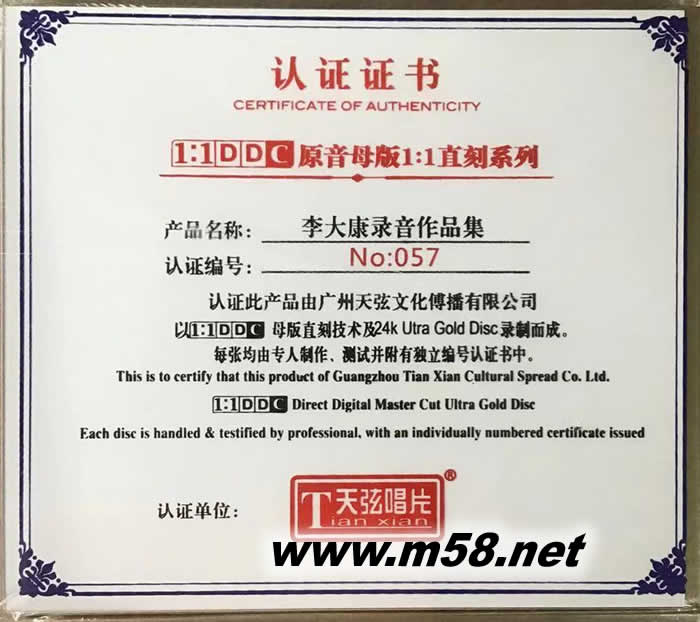 认证证书
CERTIFICATE OF AUTHENTICITY
1:1DDC 原音母版1:1直刻系列
产品名称: 李大康录音作品集
认证编号: No:057
认证此产品由广州天弦文化傅播有限公司
以1:1DDC 母版直刻技术及24k Utra Gold Disc录制而成。
每张均由专人制作、测试并附有独立编号认证书中。
This is to certify that this product of Guangzhou Tian Xian Cultural Spread Co. Ltd.
1:1DDC Direct Digital Master Cut Ultra Gold Disc
Each disc is handled & testified by professional, with an individually numbered certificate issued
认证单位: T天弦唱片®
ian xian
www.m58.net